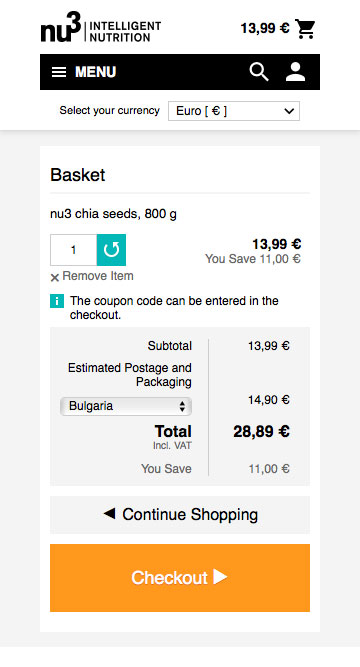 nu3 INTELLIGENT
NUTRITION
13,99 €
MENU
Select your currency Euro [ € ]
Basket
nu3 chia seeds, 800 g
1
13,99 €
You Save 11,00 €
Remove Item
i The coupon code can be entered in the
checkout.
Subtotal 13,99 €
Estimated Postage and
Packaging
Bulgaria 14,90 €
Total 28,89 €
Incl. VAT
You Save 11,00 €
Continue Shopping
Checkout